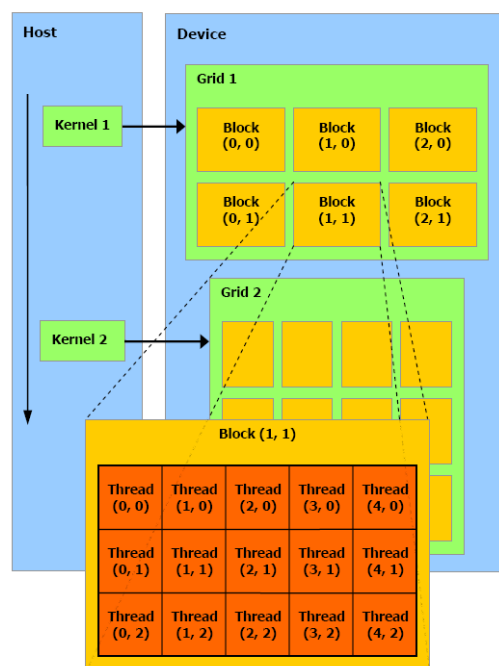 Host
Device
Grid 1
Kernel 1
Block
(0, 0)
Block
(1, 0)
Block
(2, 0)
Block
(0, 1)
Block
(1, 1)
Block
(2, 1)
Grid 2
Kernel 2
Block (1, 1)
Thread
(0, 0)
Thread
(1, 0)
Thread
(2, 0)
Thread
(3, 0)
Thread
(4, 0)
Thread
(0, 1)
Thread
(1, 1)
Thread
(2, 1)
Thread
(3, 1)
Thread
(4, 1)
Thread
(0, 2)
Thread
(1, 2)
Thread
(2, 2)
Thread
(3, 2)
Thread
(4, 2)